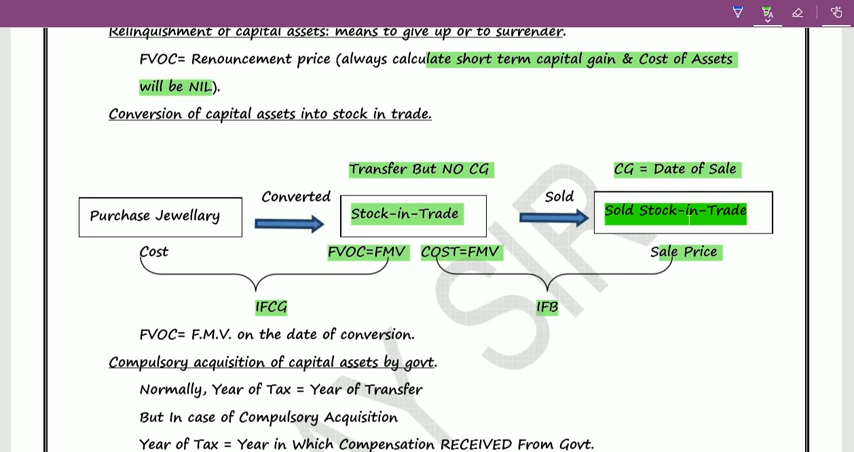 Relinquishment of capital assets: means to give up or to surrender.
FVOC= Renouncement price (always calculate short term capital gain & Cost of Assets
will be NIL).
Conversion of capital assets into stock in trade.
Transfer But NO CG
CG = Date of Sale
Converted
Sold
Purchase Jewellary
Stock-in-Trade
Sold Stock-in-Trade
Cost
FVOC=FMV
COST=FMV
Sale Price
IFCG
IFB
FVOC= F.M.V. on the date of conversion.
Compulsory acquisition of capital assets by govt.
Normally, Year of Tax = Year of Transfer
But In case of Compulsory Acquisition
Year of Tax = Year in Which Compensation RECEIVED From Govt.
AY SIR